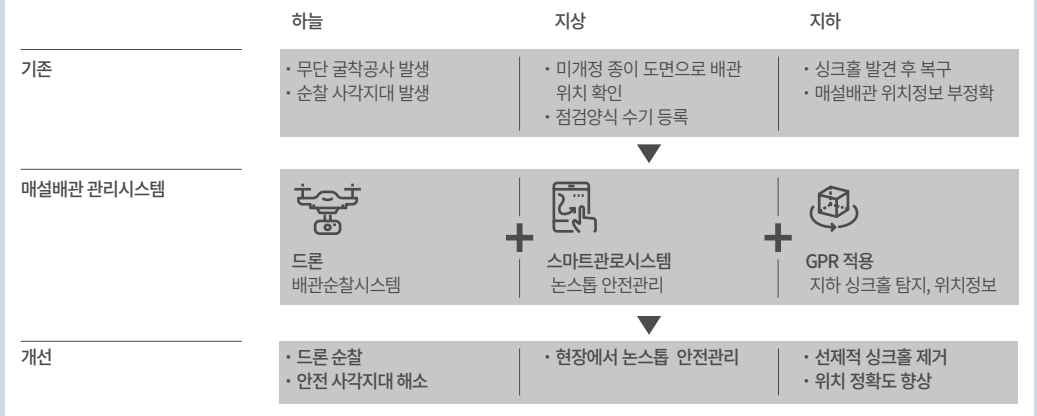 하늘
지상
지하
기존
· 무단 굴착공사 발생
· 순찰 사각지대 발생
· 미개정 종이 도면으로 배관
위치 확인
· 점검양식 수기 등록
· 싱크홀 발견 후 복구
· 매설배관 위치정보 부정확
매설배관 관리시스템
드론
배관순찰시스템
스마트관로시스템
논스톱 안전관리
GPR 적용
지하 싱크홀 탐지, 위치정보
개선
· 드론 순찰
· 안전 사각지대 해소
· 현장에서 논스톱 안전관리
· 선제적 싱크홀 제거
· 위치 정확도 향상